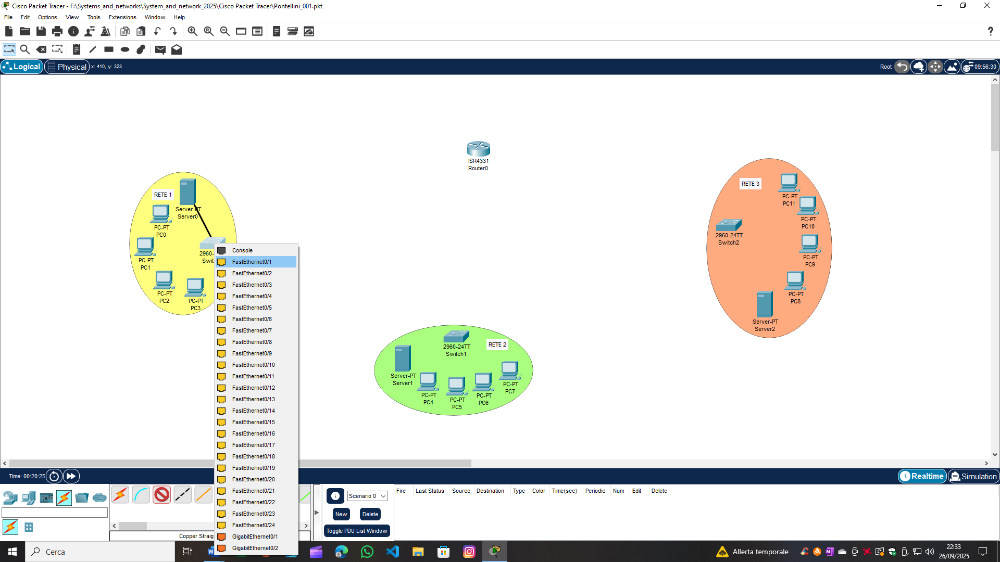 Cisco Packet Tracer - F:\Systems_and_networks\System_and_network_2025\Cisco Packet Tracer\Pontellini_001.pkt
File Edit Options View Tools Extensions Window Help
?
Logical Physical x: 410, y: 323 Root 09:56:30
ISR4331
Router0
RETE 1
Server-PT
Server0
PC-PT
PC0
PC-PT
PC1
PC-PT
PC2
PC-PT
PC3
2960-
Swit
Console
FastEthernet0/1
FastEthernet0/2
FastEthernet0/3
FastEthernet0/4
FastEthernet0/5
FastEthernet0/6
FastEthernet0/7
FastEthernet0/8
FastEthernet0/9
FastEthernet0/10
FastEthernet0/11
FastEthernet0/12
FastEthernet0/13
FastEthernet0/14
FastEthernet0/15
FastEthernet0/16
FastEthernet0/17
FastEthernet0/18
FastEthernet0/19
FastEthernet0/20
FastEthernet0/21
FastEthernet0/22
FastEthernet0/23
FastEthernet0/24
GigabitEthernet0/1
GigabitEthernet0/2
2960-24TT
Switch1
RETE 2
Server-PT
Server1
PC-PT
PC4
PC-PT
PC5
PC-PT
PC6
PC-PT
PC7
RETE 3
PC-PT
PC11
PC-PT
PC10
2960-24TT
Switch2
PC-PT
PC9
PC-PT
PC8
Server-PT
Server2
Time: 00:20:25 Realtime Simulation
Scenario 0
New Delete
Toggle PDU List Window
Fire Last Status Source Destination Type Color Time(sec) Periodic Num Edit Delete
Copper Straig
Cerca
Allerta temporale
22:33
26/09/2025